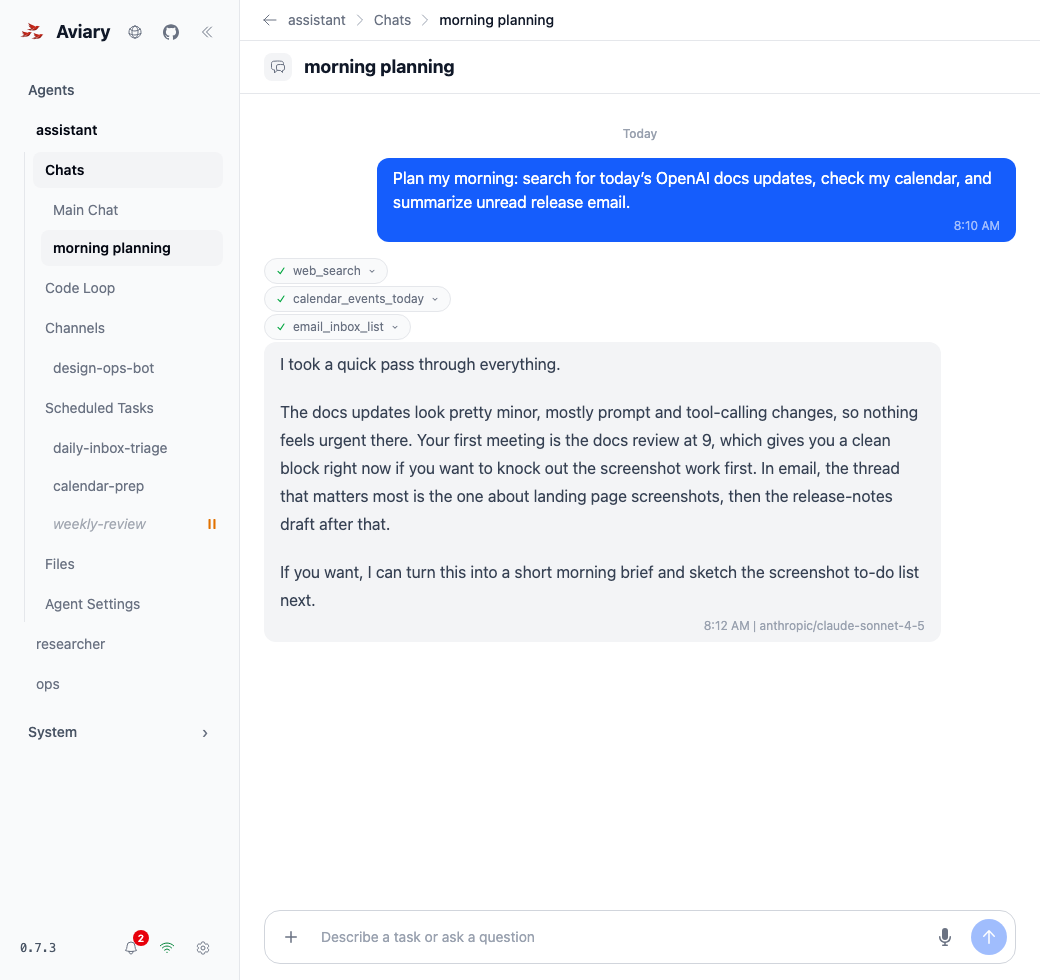 Aviary
Agents
assistant
Chats
Main Chat
morning planning
Code Loop
Channels
design-ops-bot
Scheduled Tasks
daily-inbox-triage
calendar-prep
weekly-review
Files
Agent Settings
researcher
ops
System
0.7.3
2
assistant
Chats
morning planning
morning planning
Today
Plan my morning: search for today’s OpenAI docs updates, check my calendar, and
summarize unread release email.
8:10 AM
web_search
calendar_events_today
email_inbox_list
I took a quick pass through everything.
The docs updates look pretty minor, mostly prompt and tool-calling changes, so nothing
feels urgent there. Your first meeting is the docs review at 9, which gives you a clean
block right now if you want to knock out the screenshot work first. In email, the thread
that matters most is the one about landing page screenshots, then the release-notes
draft after that.
If you want, I can turn this into a short morning brief and sketch the screenshot to-do list
next.
8:12 AM | anthropic/claude-sonnet-4-5
Describe a task or ask a question